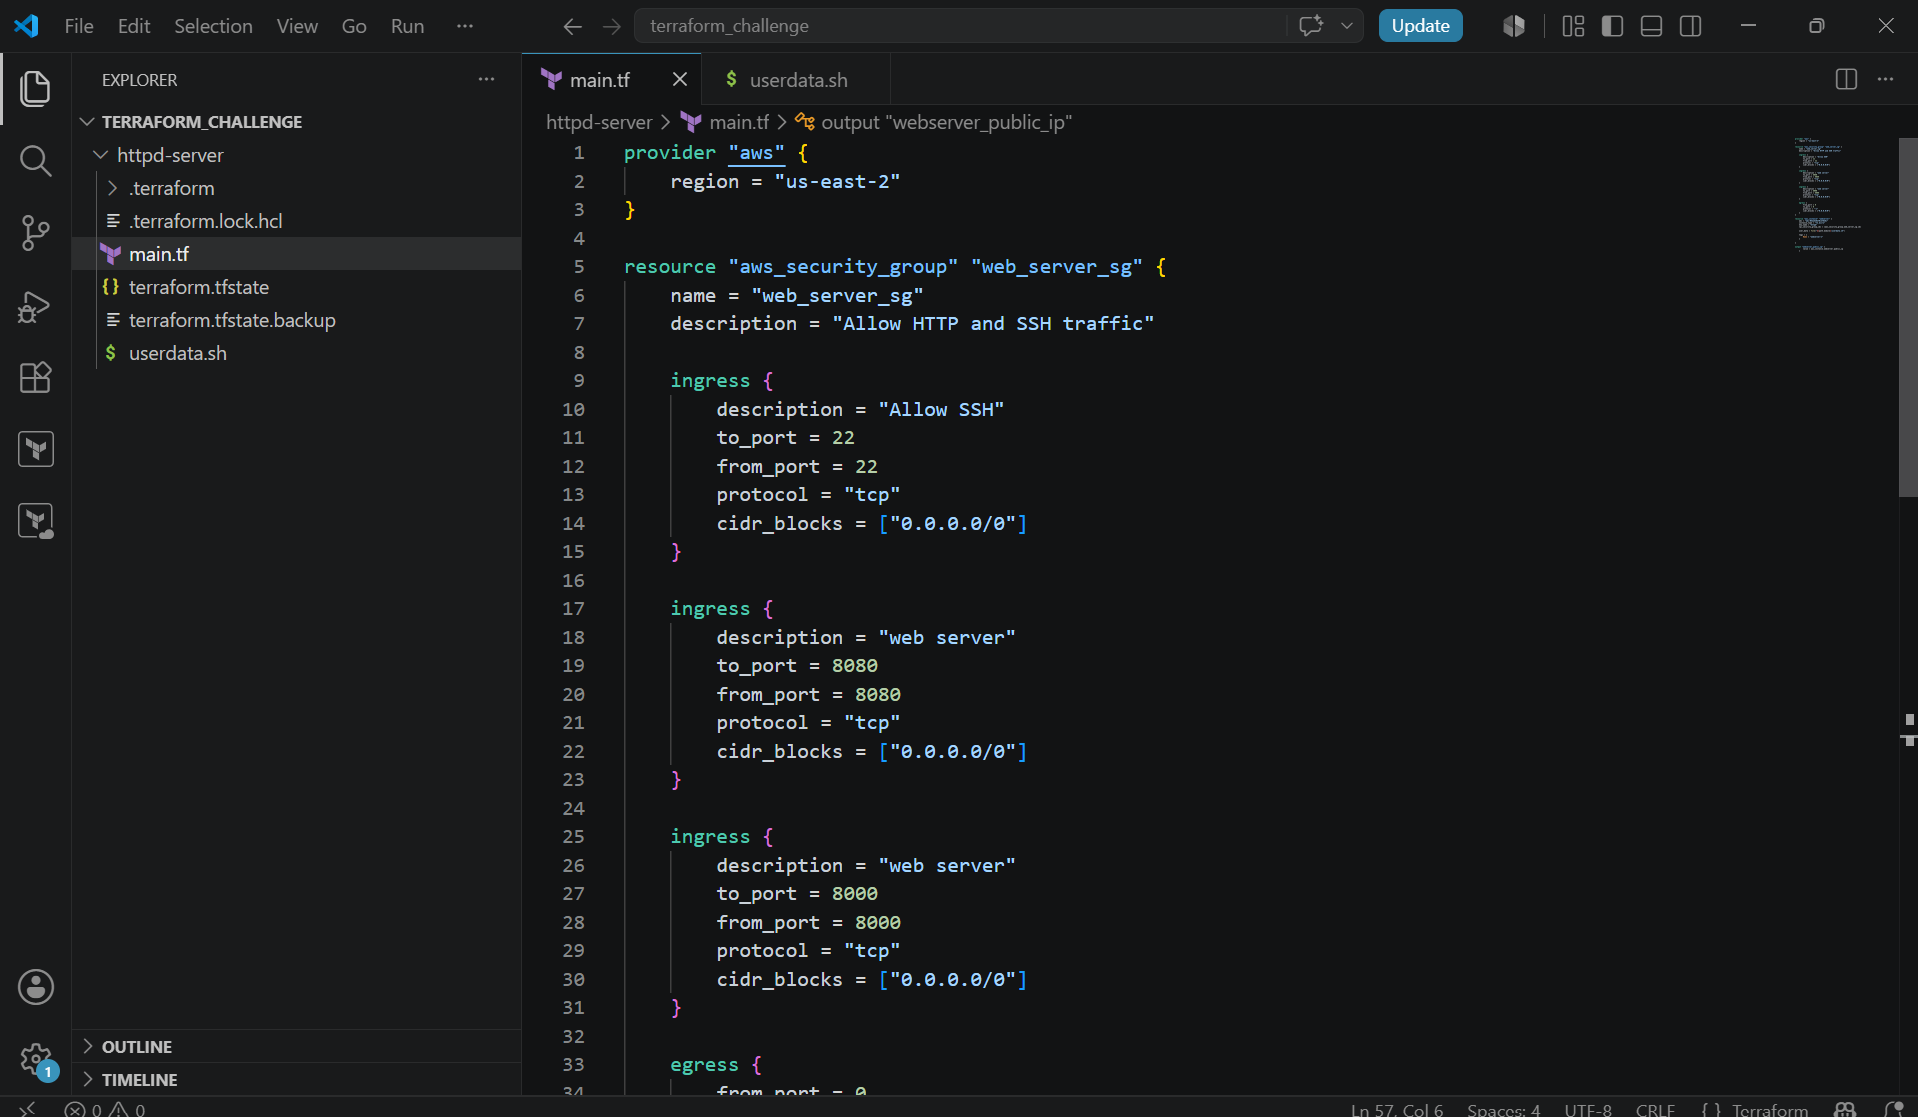 File Edit Selection View Go Run ···
terraform_challenge
Update
EXPLORER
TERRAFORM_CHALLENGE
httpd-server
.terraform
.terraform.lock.hcl
main.tf
{} terraform.tfstate
terraform.tfstate.backup
$ userdata.sh
OUTLINE
TIMELINE
1
main.tf
$ userdata.sh
httpd-server > main.tf > output "webserver_public_ip"
1 provider "aws" {
2 region = "us-east-2"
3 }
4
5 resource "aws_security_group" "web_server_sg" {
6 name = "web_server_sg"
7 description = "Allow HTTP and SSH traffic"
8
9 ingress {
10 description = "Allow SSH"
11 to_port = 22
12 from_port = 22
13 protocol = "tcp"
14 cidr_blocks = ["0.0.0.0/0"]
15 }
16
17 ingress {
18 description = "web server"
19 to_port = 8080
20 from_port = 8080
21 protocol = "tcp"
22 cidr_blocks = ["0.0.0.0/0"]
23 }
24
25 ingress {
26 description = "web server"
27 to_port = 8000
28 from_port = 8000
29 protocol = "tcp"
30 cidr_blocks = ["0.0.0.0/0"]
31 }
32
33 egress {
34 from_port = 0
0 0
Ln 57, Col 6 Spaces: 4 UTF-8 CRLF {} Terraform